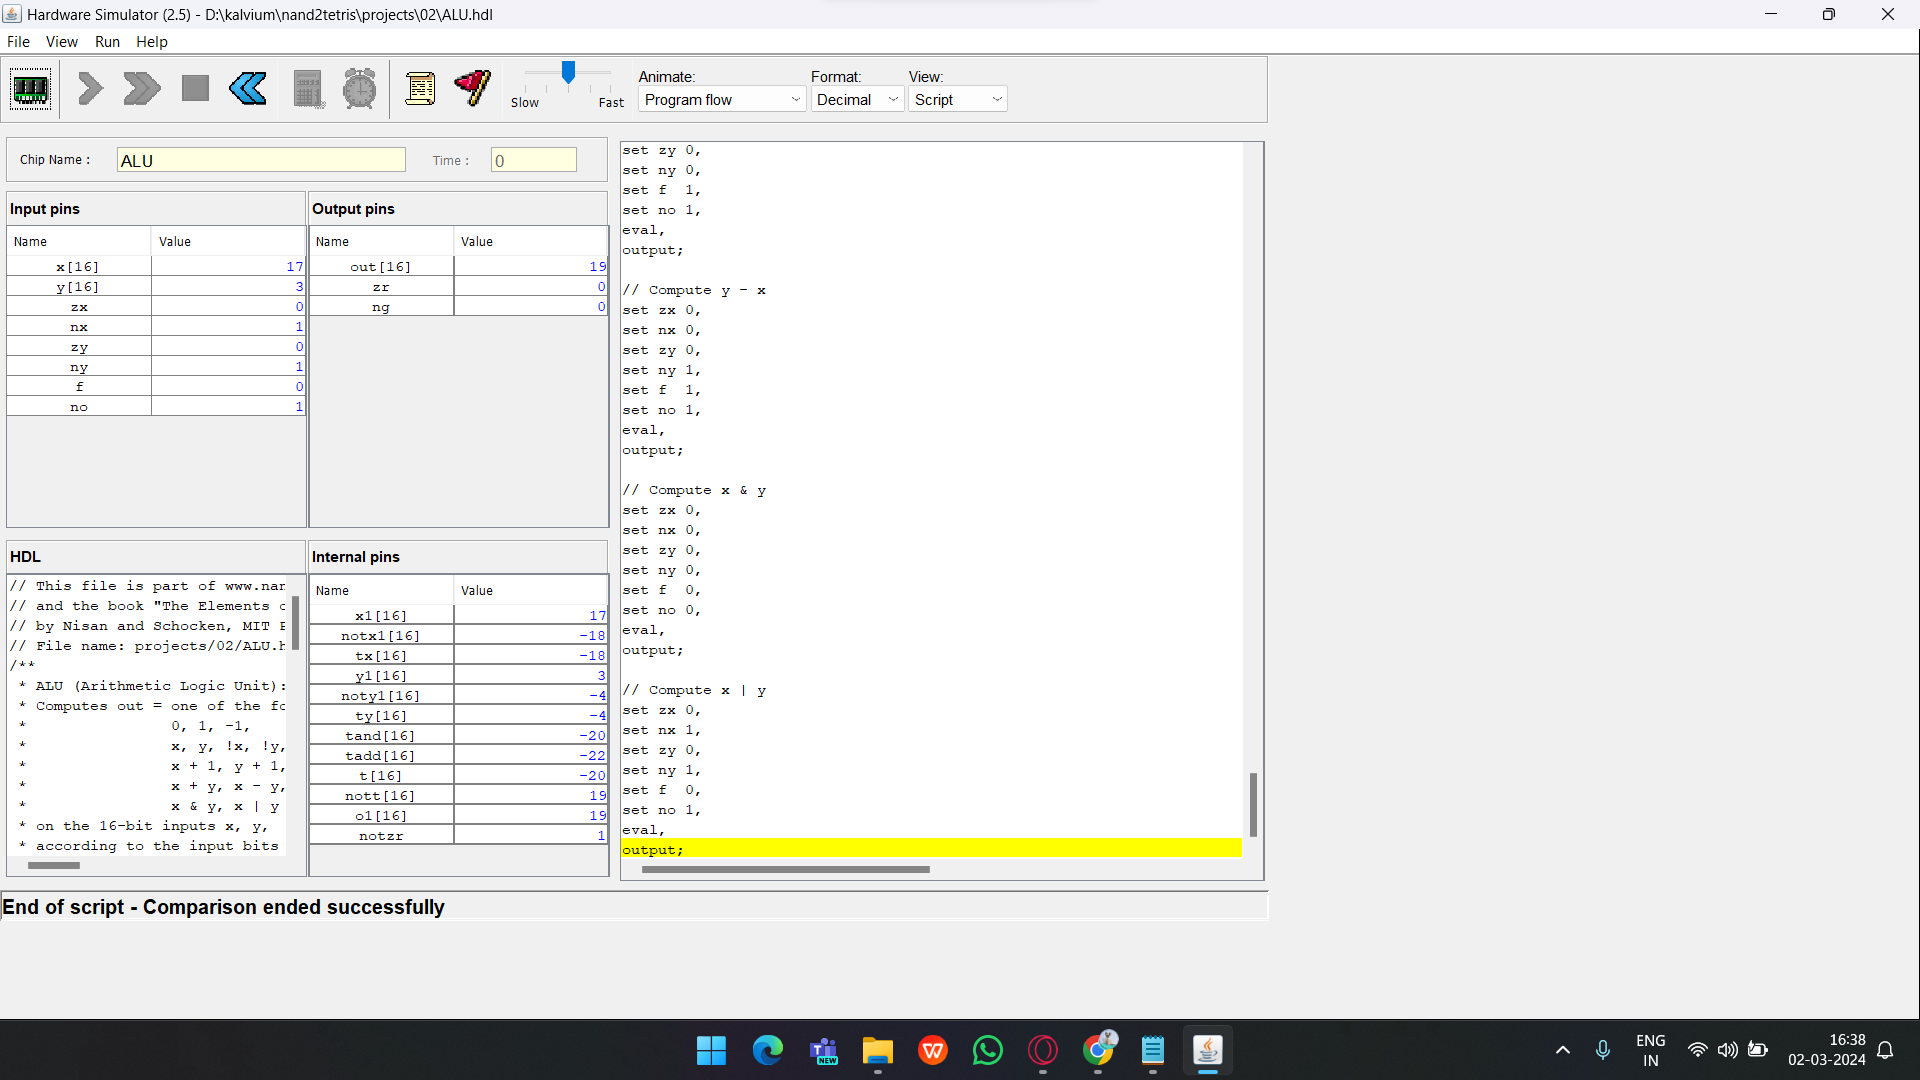 Hardware Simulator (2.5) - D:\kalvium\nand2tetris\projects\02\ALU.hdl
File View Run Help
Slow Fast
Animate: Format: View:
Program flow Decimal Script
Chip Name : ALU Time : 0
Input pins
Name Value
x[16] 17
y[16] 3
zx 0
nx 1
zy 0
ny 1
f 0
no 1
Output pins
Name Value
out[16] 19
zr 0
ng 0
HDL
// This file is part of www.nan
// and the book "The Elements o
// by Nisan and Schocken, MIT P
// File name: projects/02/ALU.h
/**
* ALU (Arithmetic Logic Unit):
* Computes out = one of the fo
* 0, 1, -1,
* x, y, !x, !y,
* x + 1, y + 1,
* x + y, x - y,
* x & y, x | y
* on the 16-bit inputs x, y,
* according to the input bits
Internal pins
Name Value
x1[16] 17
notx1[16] -18
tx[16] -18
y1[16] 3
noty1[16] -4
ty[16] -4
tand[16] -20
tadd[16] -22
t[16] -20
nott[16] 19
o1[16] 19
notzr 1
set zy 0,
set ny 0,
set f 1,
set no 1,
eval,
output;
// Compute y - x
set zx 0,
set nx 0,
set zy 0,
set ny 1,
set f 1,
set no 1,
eval,
output;
// Compute x & y
set zx 0,
set nx 0,
set zy 0,
set ny 0,
set f 0,
set no 0,
eval,
output;
// Compute x | y
set zx 0,
set nx 1,
set zy 0,
set ny 1,
set f 0,
set no 1,
eval,
output;
End of script - Comparison ended successfully
NEW
ENG
IN
16:38
02-03-2024